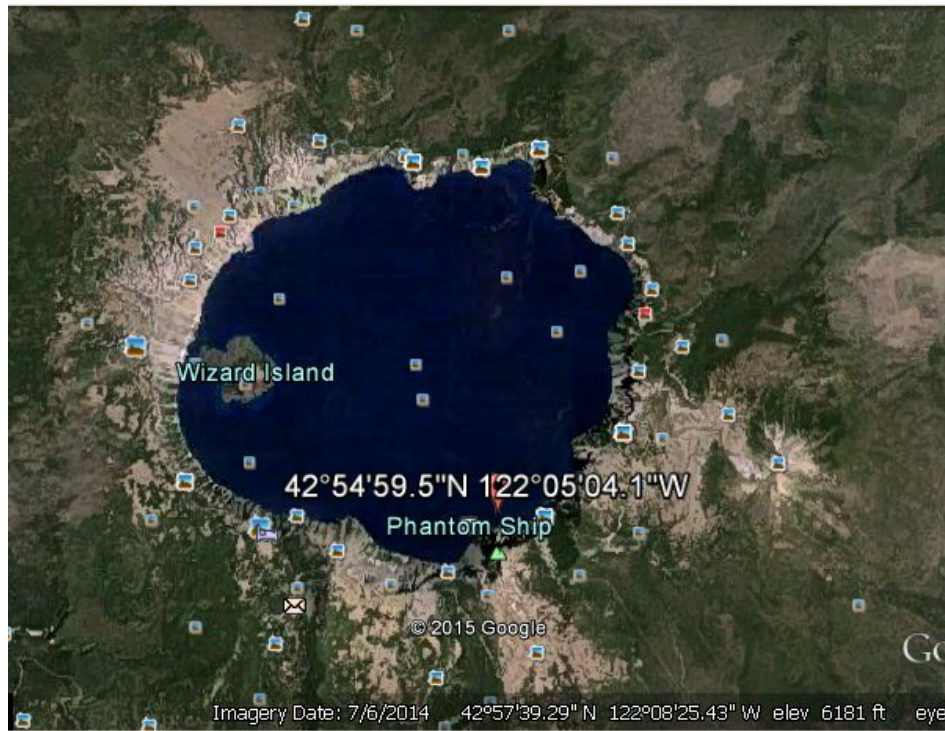 Wizard Island
42°54'59.5"N 122°05'04.1"W
Phantom Ship
© 2015 Google
Imagery Date: 7/6/2014 42°57'39.29" N 122°08'25.43" W elev 6181 ft eye